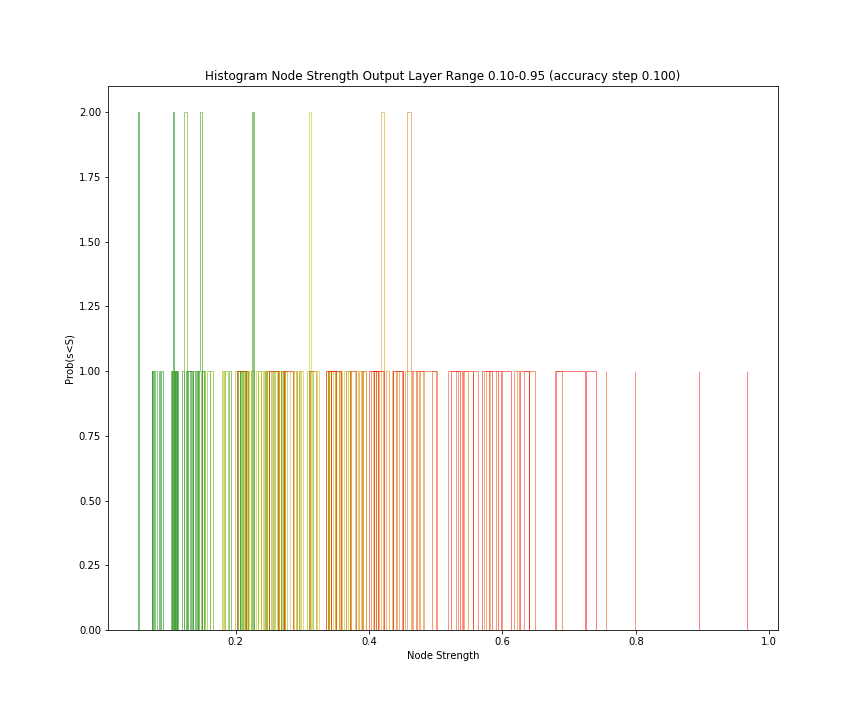 Histogram Node Strength Output Layer Range 0.10-0.95 (accuracy step 0.100)
2.00
1.75
1.50
1.25
1.00
0.75
0.50
0.25
0.00
Prob(s<S)
0.2 0.4 0.6 0.8 1.0
Node Strength